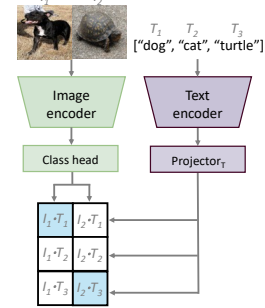 T₁ T₂ T₃
["dog", "cat", "turtle"]
Image encoder
Text encoder
Class head
Projector_T
I₁·T₁ I₂·T₁
I₁·T₂ I₂·T₂
I₁·T₃ I₂·T₃